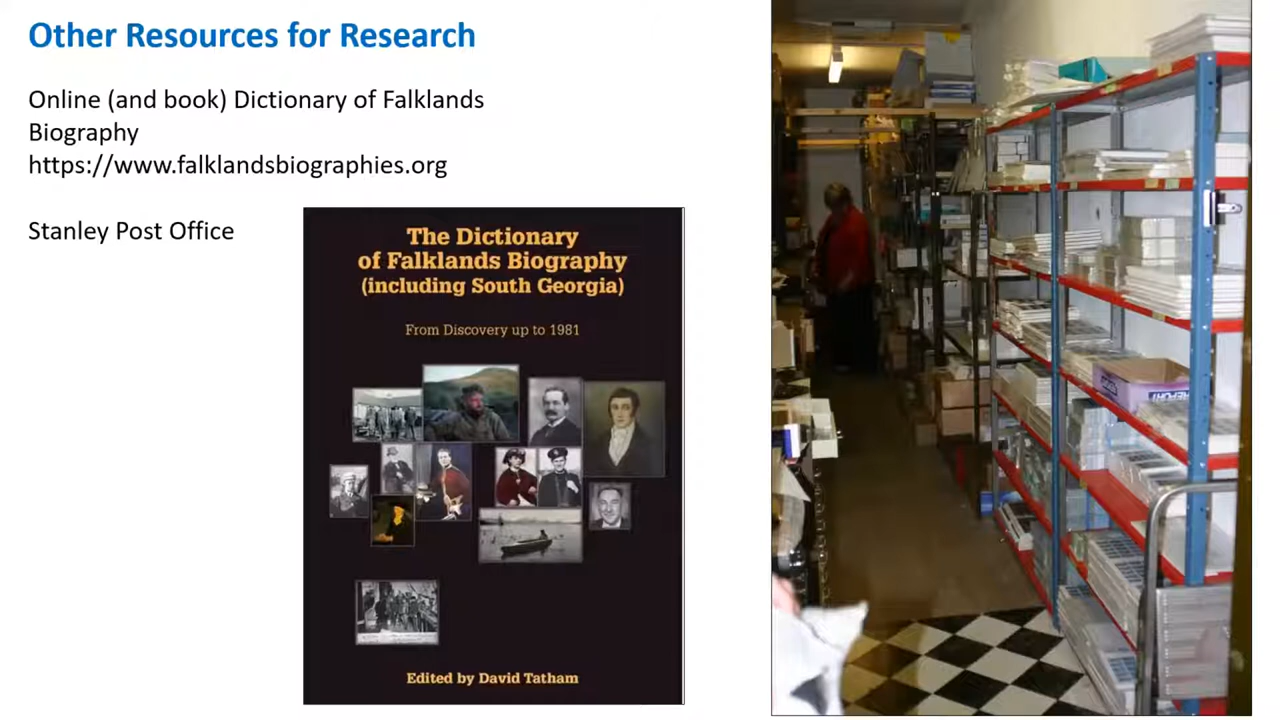 Other Resources for Research
Online (and book) Dictionary of Falklands
Biography
https://www.falklandsbiographies.org
Stanley Post Office
The Dictionary
of Falklands Biography
(including South Georgia)
From Discovery up to 1981
Edited by David Tatham